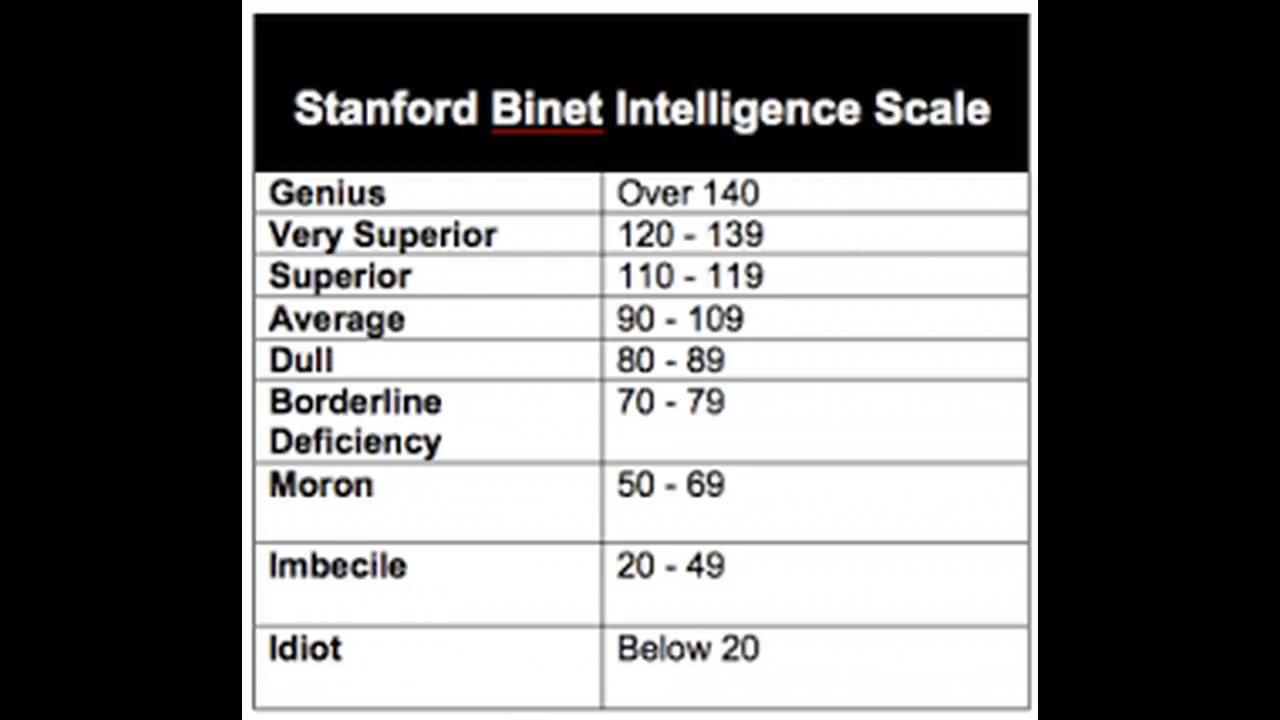 Stanford Binet Intelligence Scale
Genius Over 140
Very Superior 120 - 139
Superior 110 - 119
Average 90 - 109
Dull 80 - 89
Borderline 70 - 79
Deficiency
Moron 50 - 69
Imbecile 20 - 49
Idiot Below 20